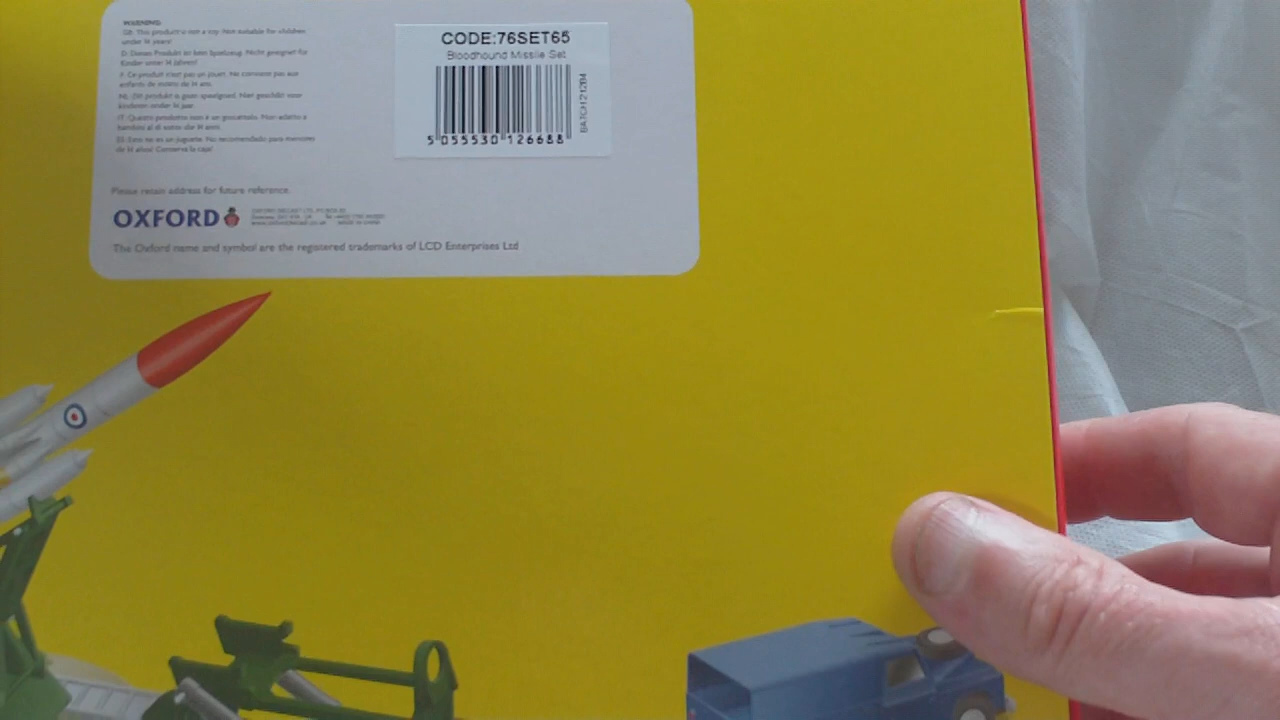 WARNING
GB: This product is not a toy. Not suitable for children
under 14 years!
D: Dieses Produkt ist kein Spielzeug. Nicht geeignet für
Kinder unter 14 Jahren!
F: Ce produit n'est pas un jouet. Ne convient pas aux
enfants de moins de 14 ans.
NL: Dit produkt is geen speelgoed. Niet geschikt voor
kinderen onder 14 jaar.
IT: Questo prodotto non è un giocattolo. Non adatto a
bambini al di sotto dei 14 anni
ES: Esto no es un juguete. No recomendado para menores
de 14 años! Conserva la caja!
Please retain address for future reference.
OXFORD
The Oxford name and symbol are the registered trademarks of LCD Enterprises Ltd
CODE:76SET65
Bloodhound Missile Set
5 055530 126688
BATCH 212B4